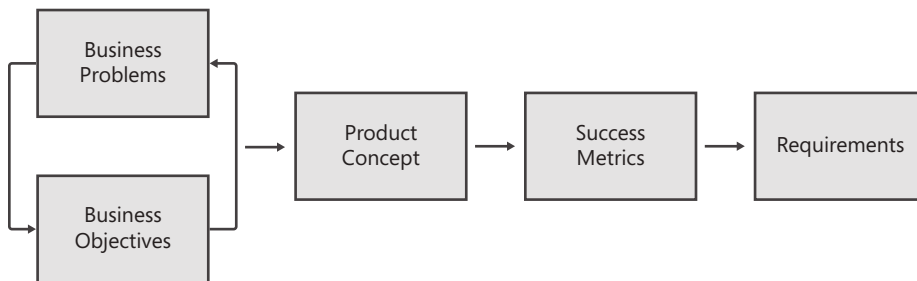 Business
Problems
Product
Concept
Success
Metrics
Requirements
Business
Objectives